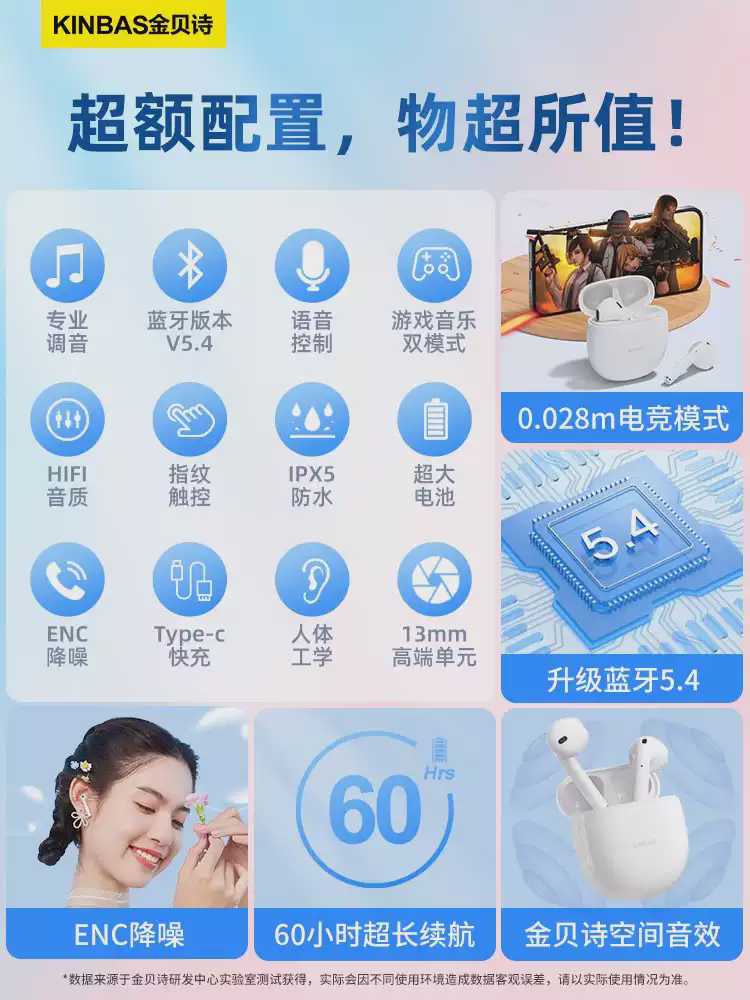 KINBAS金贝诗
超额配置，物超所值！
专业
调音
蓝牙版本
V5.4
语音
控制
游戏音乐
双模式
HIFI
音质
指纹
触控
IPX5
防水
超大
电池
ENC
降噪
Type-c
快充
人体
工学
13mm
高端单元
KINBAS
0.028m电竞模式
5.4
升级蓝牙5.4
ENC降噪
Hrs
60
60小时超长续航
KINBAS
金贝诗空间音效
*数据来源于金贝诗研发中心实验室测试获得，实际会因不同使用环境造成数据客观误差，请以实际使用情况为准。